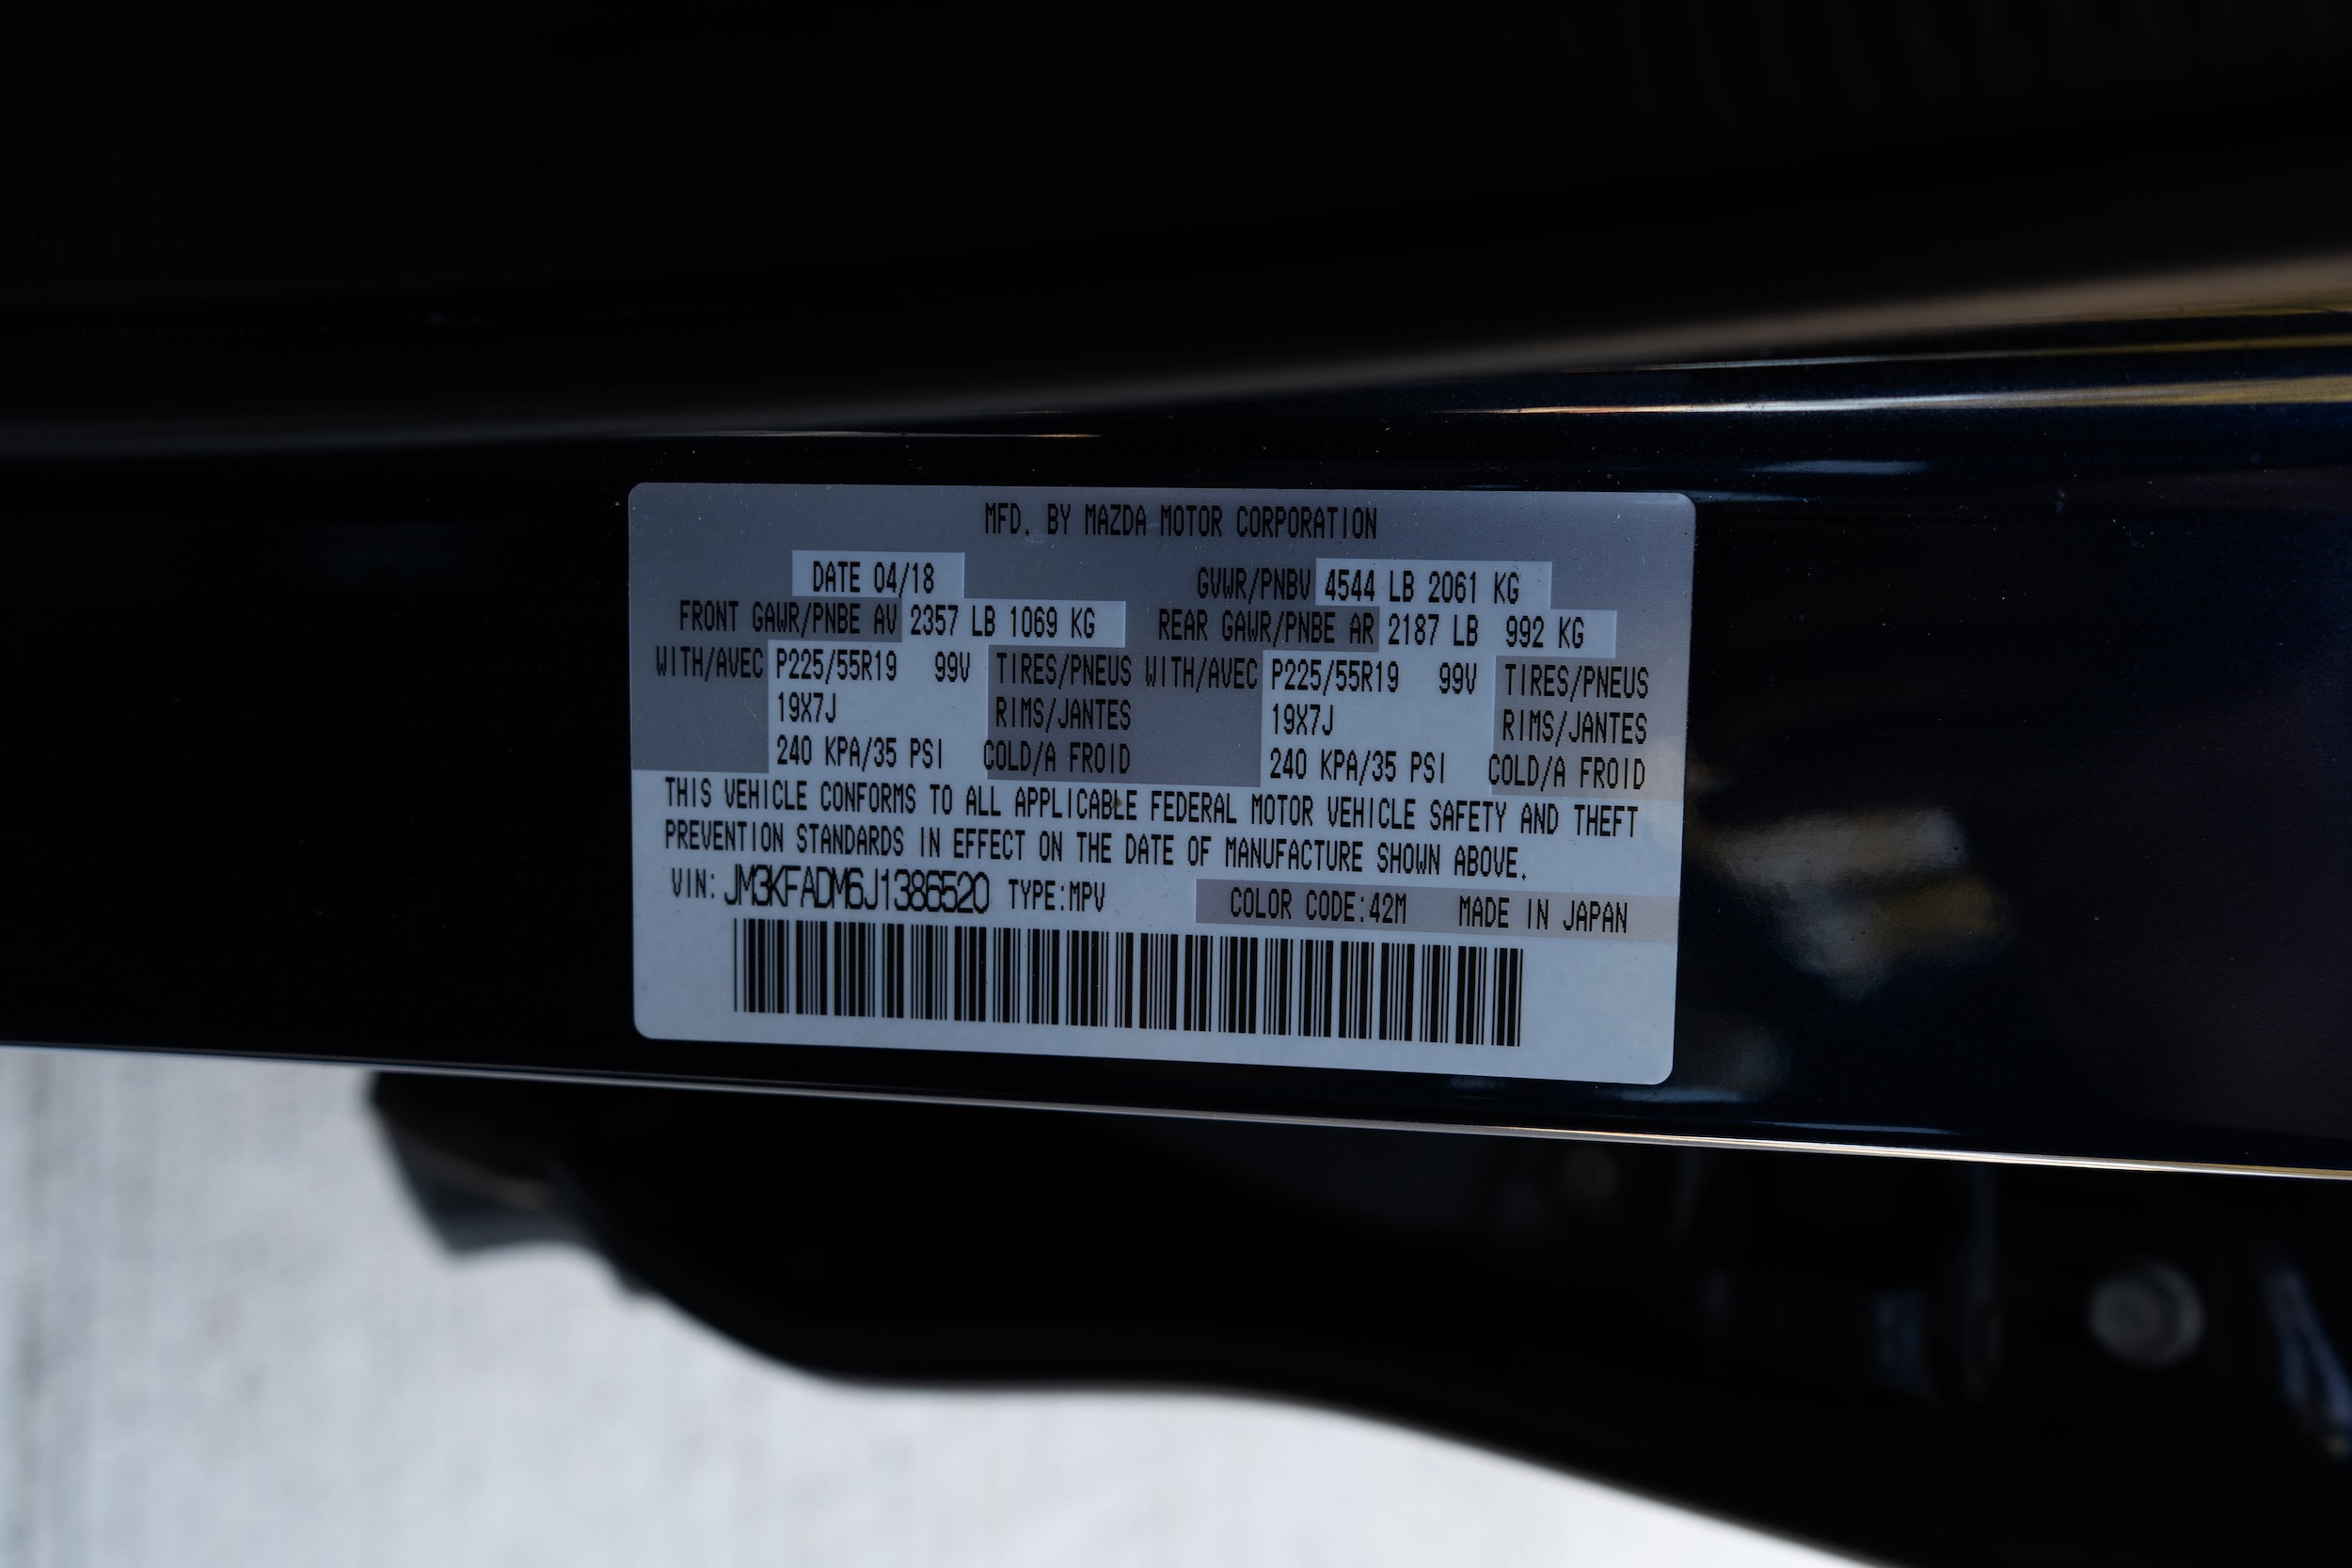 MFD. BY MAZDA MOTOR CORPORATION
DATE 04/18 GVWR/PNBV 4544 LB 2061 KG
FRONT GAWR/PNBE AV 2357 LB 1069 KG REAR GAWR/PNBE AR 2187 LB 992 KG
WITH/AVEC P225/55R19 99V TIRES/PNEUS WITH/AVEC P225/55R19 99V TIRES/PNEUS
19X7J RIMS/JANTES 19X7J RIMS/JANTES
240 KPA/35 PSI COLD/A FROID 240 KPA/35 PSI COLD/A FROID
THIS VEHICLE CONFORMS TO ALL APPLICABLE FEDERAL MOTOR VEHICLE SAFETY AND THEFT
PREVENTION STANDARDS IN EFFECT ON THE DATE OF MANUFACTURE SHOWN ABOVE.
VIN: JM3KFADM6J1386520 TYPE:MPV COLOR CODE:42M MADE IN JAPAN